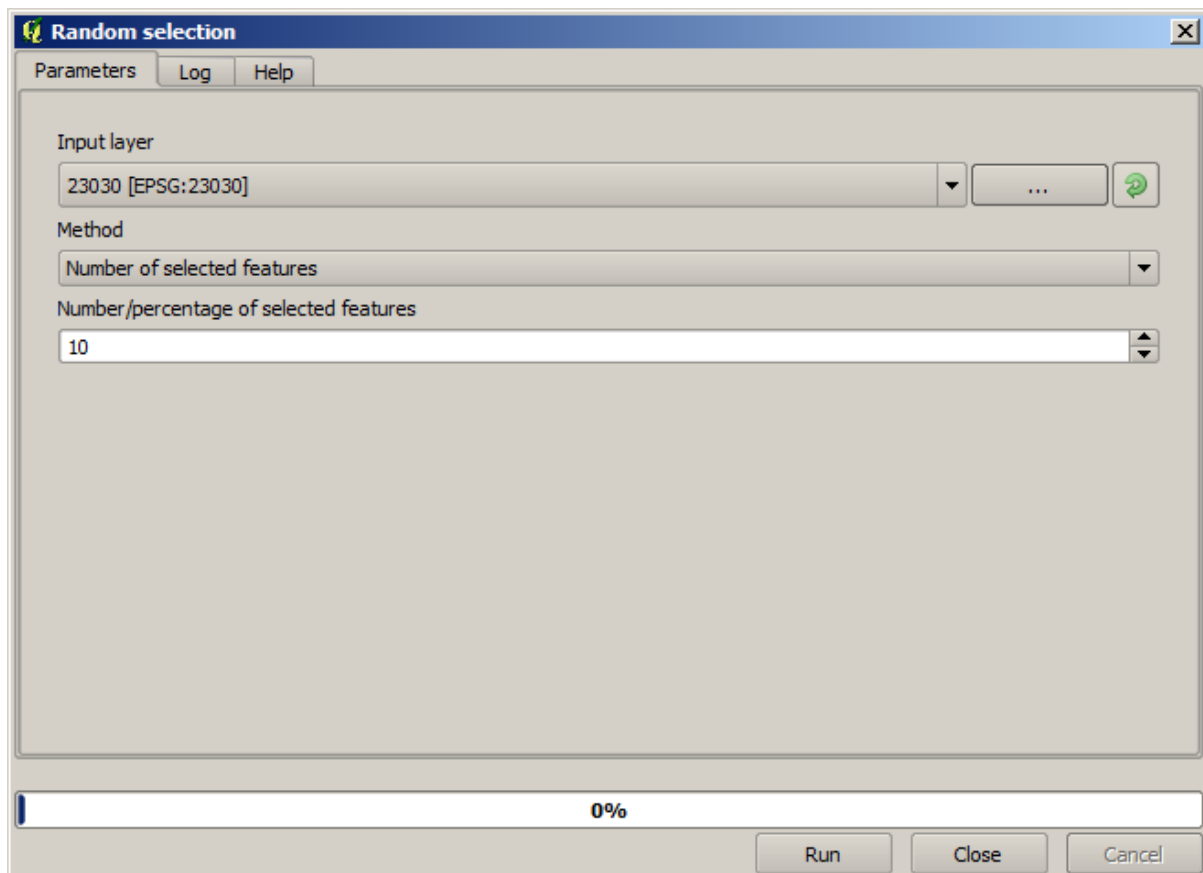 Random selection
Parameters Log Help
Input layer
23030 [EPSG:23030]
...
Method
Number of selected features
Number/percentage of selected features
10
0%
Run Close Cancel